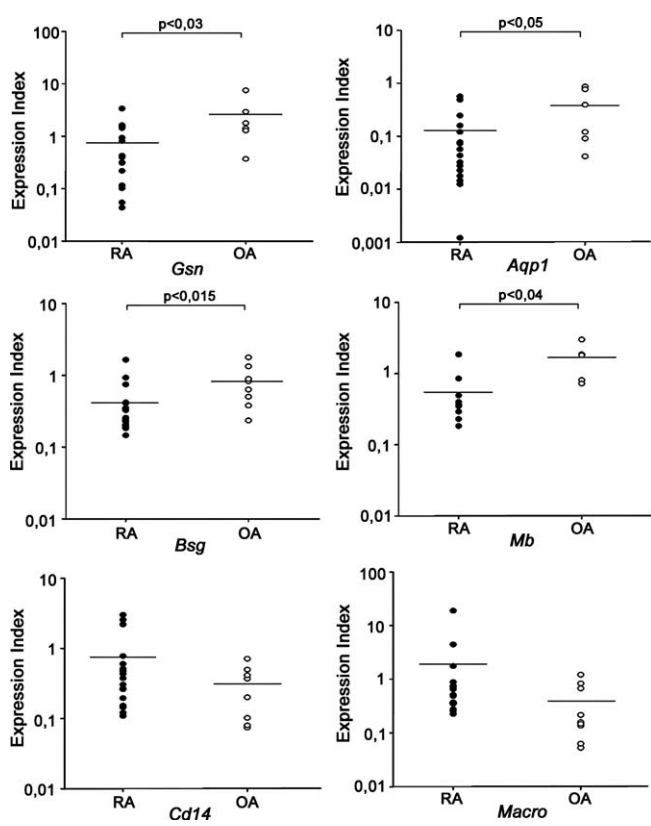 p<0,03
100
10
1
0,1
0,01
Expression Index
RA OA
Gsn
p<0,05
10
1
0,1
0,01
0,001
Expression Index
RA OA
Aqp1
p<0,015
10
1
0,1
0,01
Expression Index
RA OA
Bsg
p<0,04
10
1
0,1
0,01
Expression Index
RA OA
Mb
10
1
0,1
0,01
Expression Index
RA OA
Cd14
100
10
1
0,1
0,01
Expression Index
RA OA
Macro